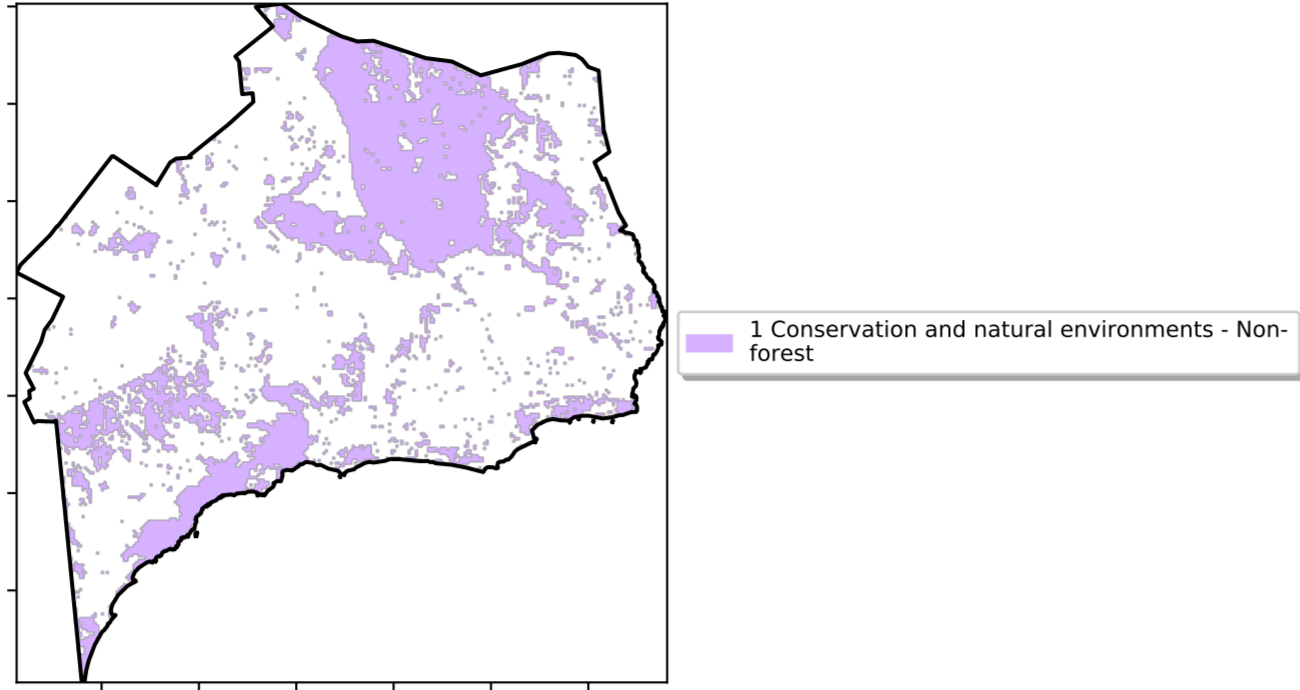 1 Conservation and natural environments - Non-
forest